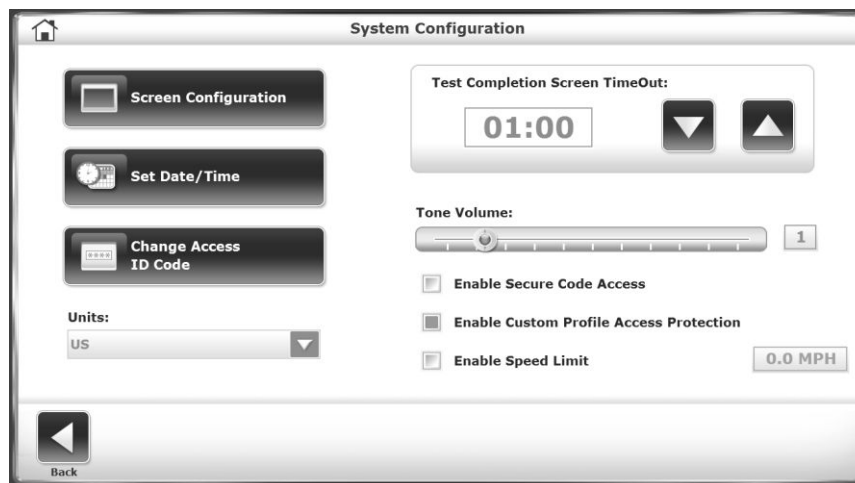 System Configuration
Screen Configuration
Set Date/Time
Change Access
ID Code
Units:
US
Test Completion Screen TimeOut:
01:00
Tone Volume:
1
Enable Secure Code Access
Enable Custom Profile Access Protection
Enable Speed Limit
0.0 MPH
Back